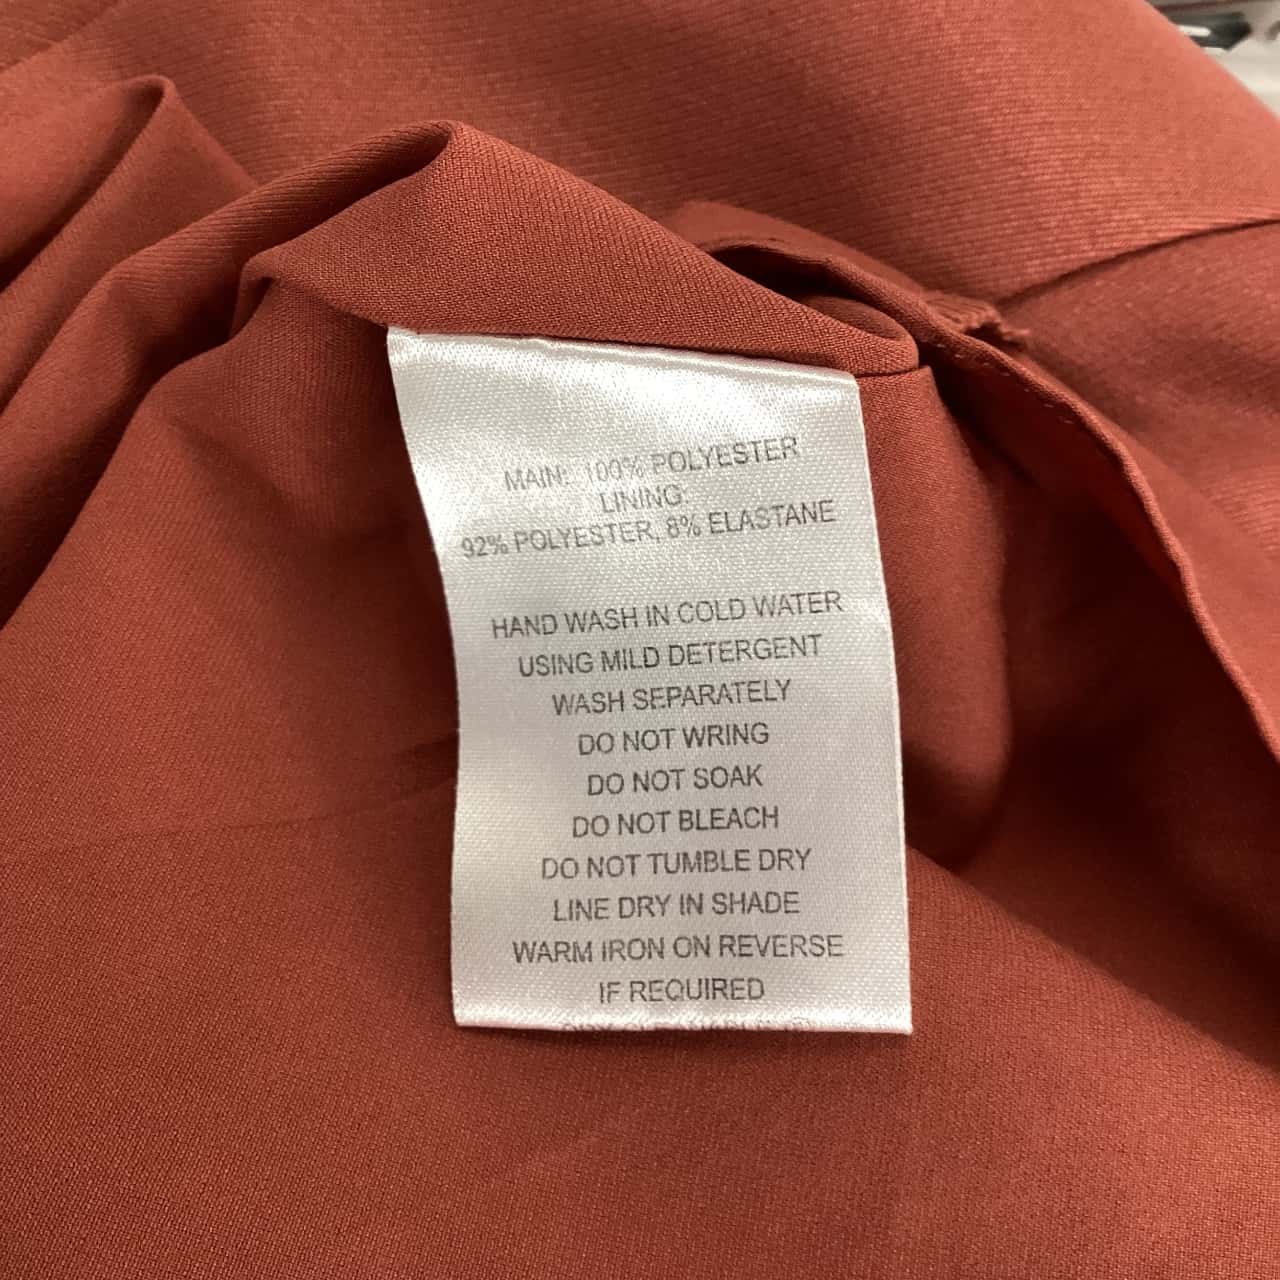 MAIN: 100% POLYESTER
LINING:
92% POLYESTER, 8% ELASTANE
HAND WASH IN COLD WATER
USING MILD DETERGENT
WASH SEPARATELY
DO NOT WRING
DO NOT SOAK
DO NOT BLEACH
DO NOT TUMBLE DRY
LINE DRY IN SHADE
WARM IRON ON REVERSE
IF REQUIRED